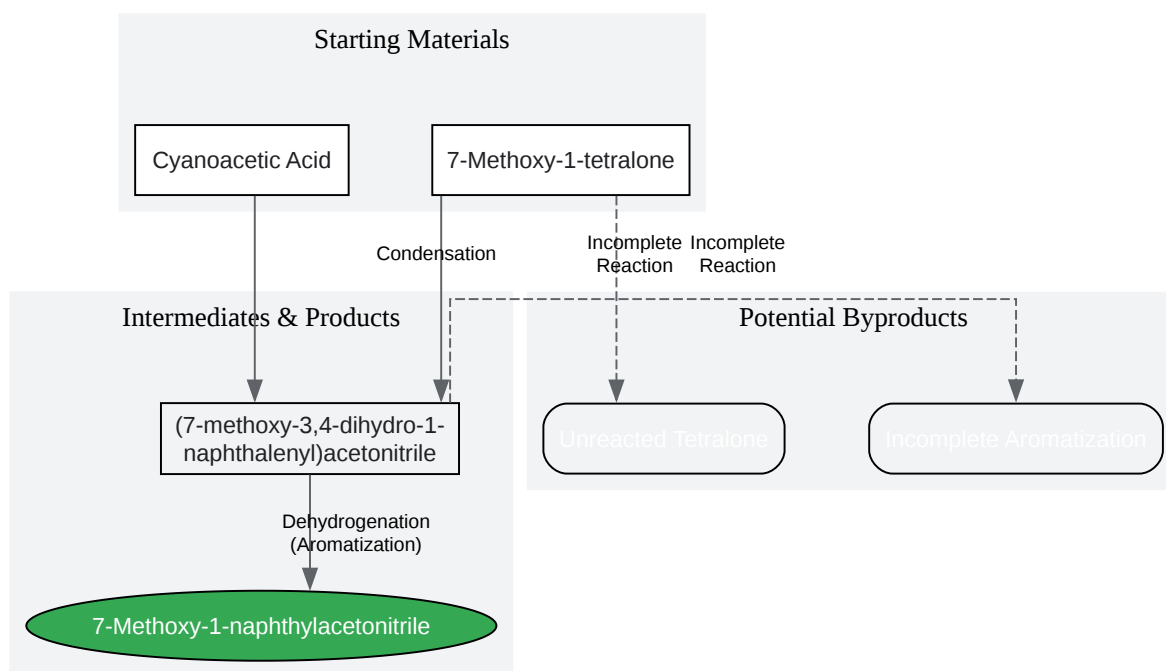 Starting Materials
Cyanoacetic Acid
7-Methoxy-1-tetralone
Condensation
Incomplete
Reaction
Incomplete
Reaction
Intermediates & Products
Potential Byproducts
(7-methoxy-3,4-dihydro-1-
naphthalenyl)acetonitrile
Unreacted Tetralone
Incomplete Aromatization
Dehydrogenation
(Aromatization)
7-Methoxy-1-naphthylacetonitrile